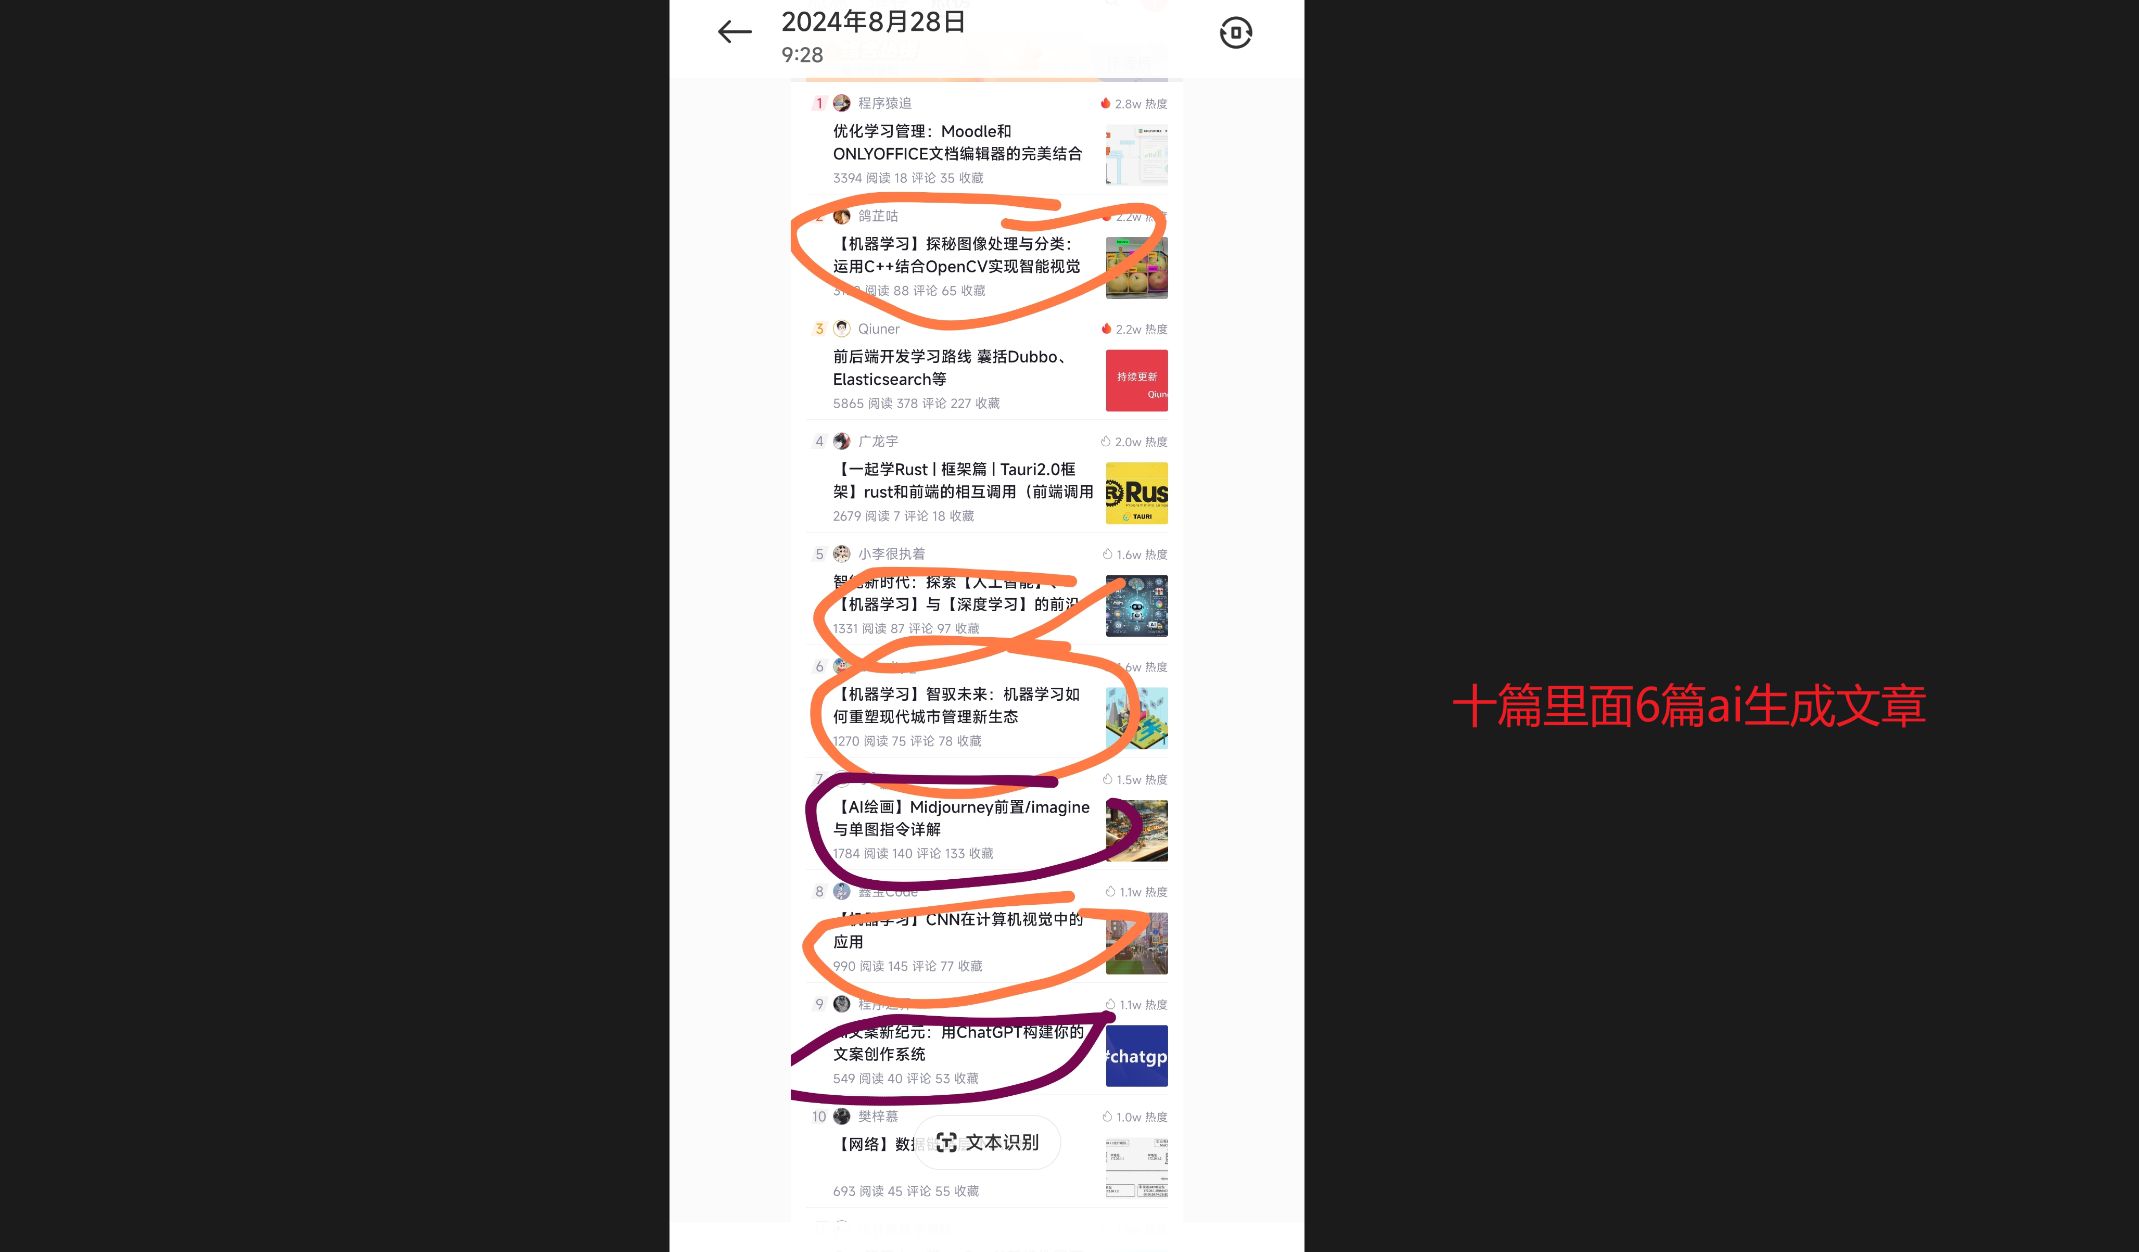 2024年8月28日
9:28
1 程序猿追 2.8w 热度
优化学习管理：Moodle和
ONLYOFFICE文档编辑器的完美结合
3394 阅读 18 评论 35 收藏
2 鸽芷咕 2.2w 热度
【机器学习】探秘图像处理与分类：
运用C++结合OpenCV实现智能视觉
阅读 88 评论 65 收藏
3 Qiuner 2.2w 热度
前后端开发学习路线 囊括Dubbo、
Elasticsearch等
5865 阅读 378 评论 227 收藏
持续更新
Qiun
4 广龙宇 2.0w 热度
【一起学Rust | 框架篇 | Tauri2.0框
架】rust和前端的相互调用（前端调用
2679 阅读 7 评论 18 收藏
Rus
TAURI
5 小李很执着 1.6w 热度
智能新时代：探索【人工智能】、
【机器学习】与【深度学习】的前沿
1331 阅读 87 评论 97 收藏
6 1.6w 热度
【机器学习】智驭未来：机器学习如
何重塑现代城市管理新生态
1270 阅读 75 评论 78 收藏
7 1.5w 热度
【AI绘画】Midjourney前置/imagine
与单图指令详解
1784 阅读 140 评论 133 收藏
8 鑫宝Code 1.1w 热度
【机器学习】CNN在计算机视觉中的
应用
990 阅读 145 评论 77 收藏
9 1.1w 热度
AI文案新纪元：用ChatGPT构建你的
文案创作系统
549 阅读 40 评论 53 收藏
#chatgp
10 樊梓慕 1.0w 热度
【网络】数据链
文本识别
693 阅读 45 评论 55 收藏
十篇里面6篇ai生成文章